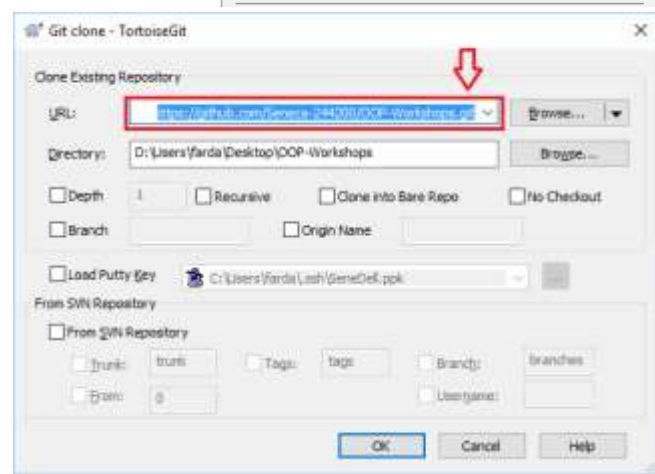 Git clone - TortoiseGit
Clone Existing Repository
URL: https://github.com/Seneca-244200/OOP-Workshops.git Browse...
Directory: D:\Users\farda\Desktop\OOP-Workshops Browse...
Depth 1 Recursive Clone into Bare Repo No Checkout
Branch Origin Name
Load Putty Key C:\Users\farda\.ssh\SeneDell.ppk ...
From SVN Repository
From SVN Repository
Trunk: trunk Tags: tags Branch: branches
From: 0 Username:
OK Cancel Help